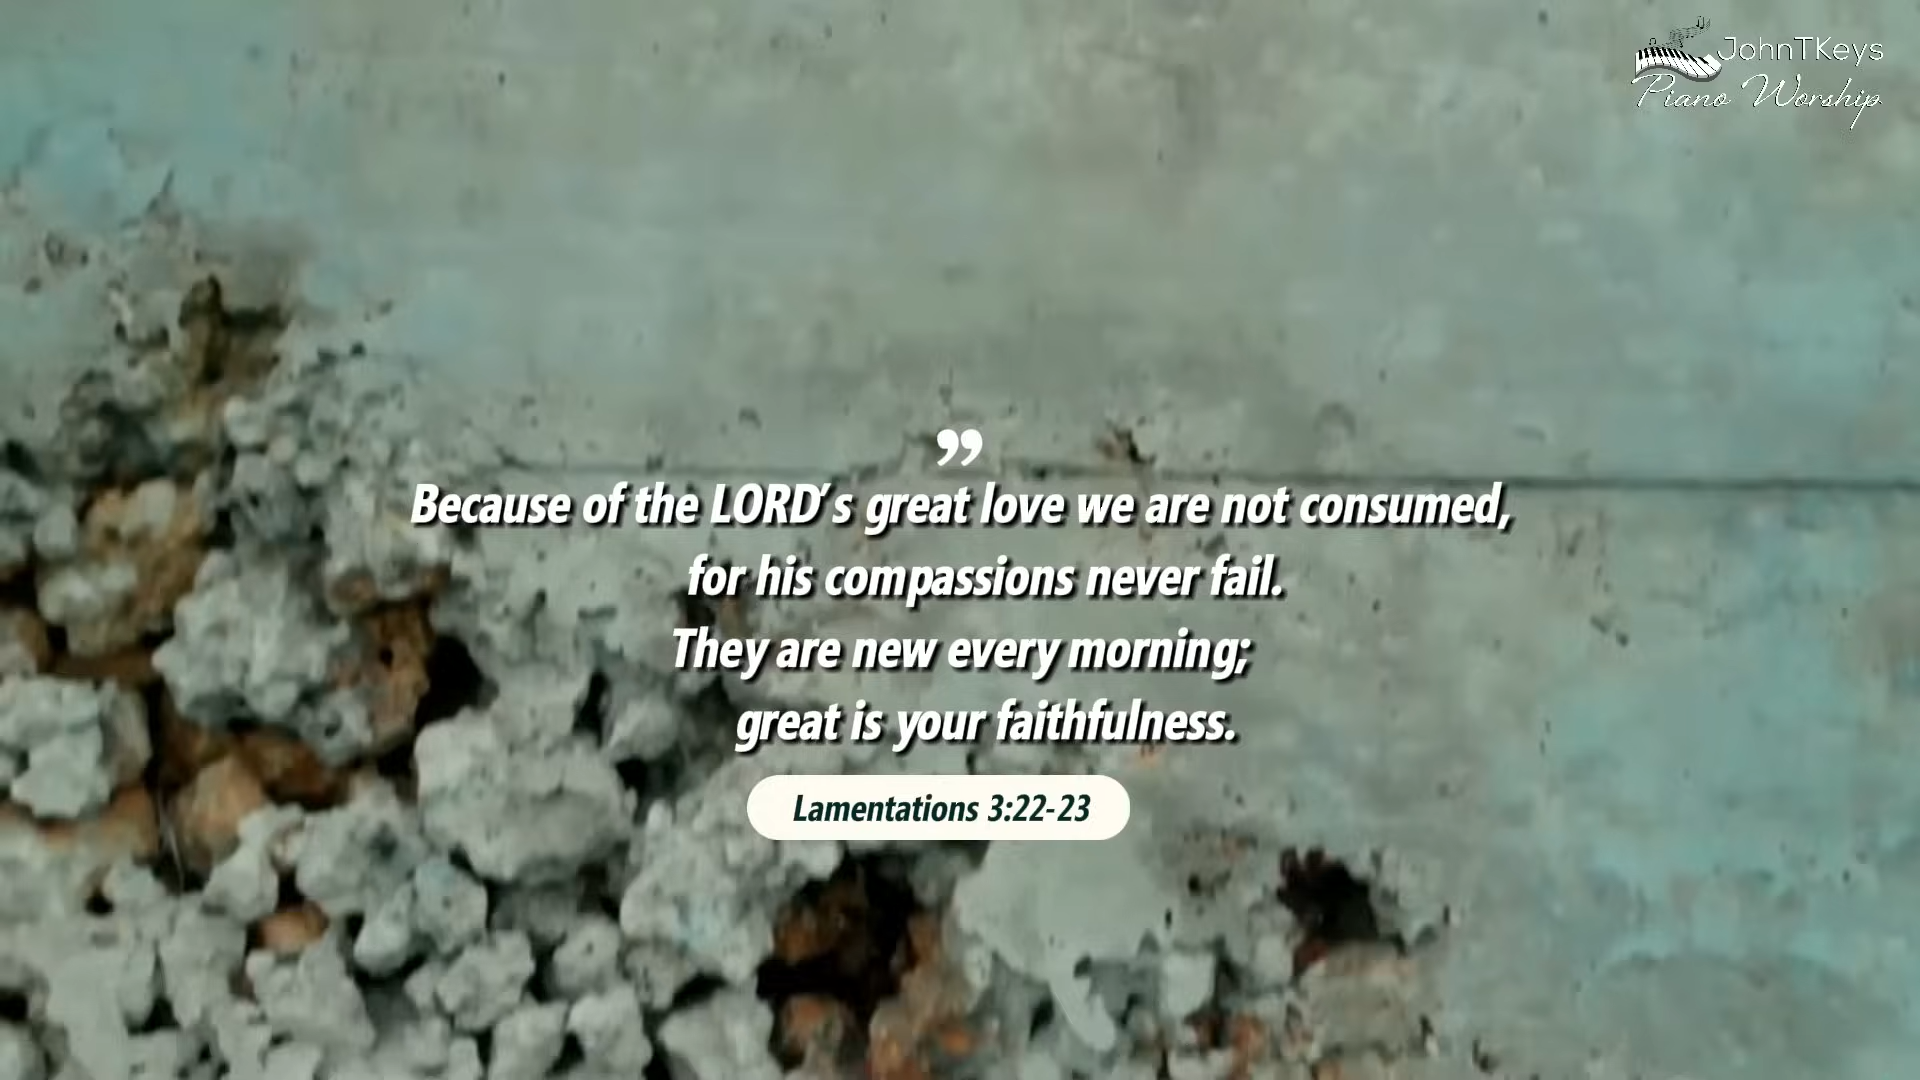 JohnTKeys
Piano Worship
”
Because of the LORD’s great love we are not consumed,
for his compassions never fail.
They are new every morning;
great is your faithfulness.
Lamentations 3:22-23